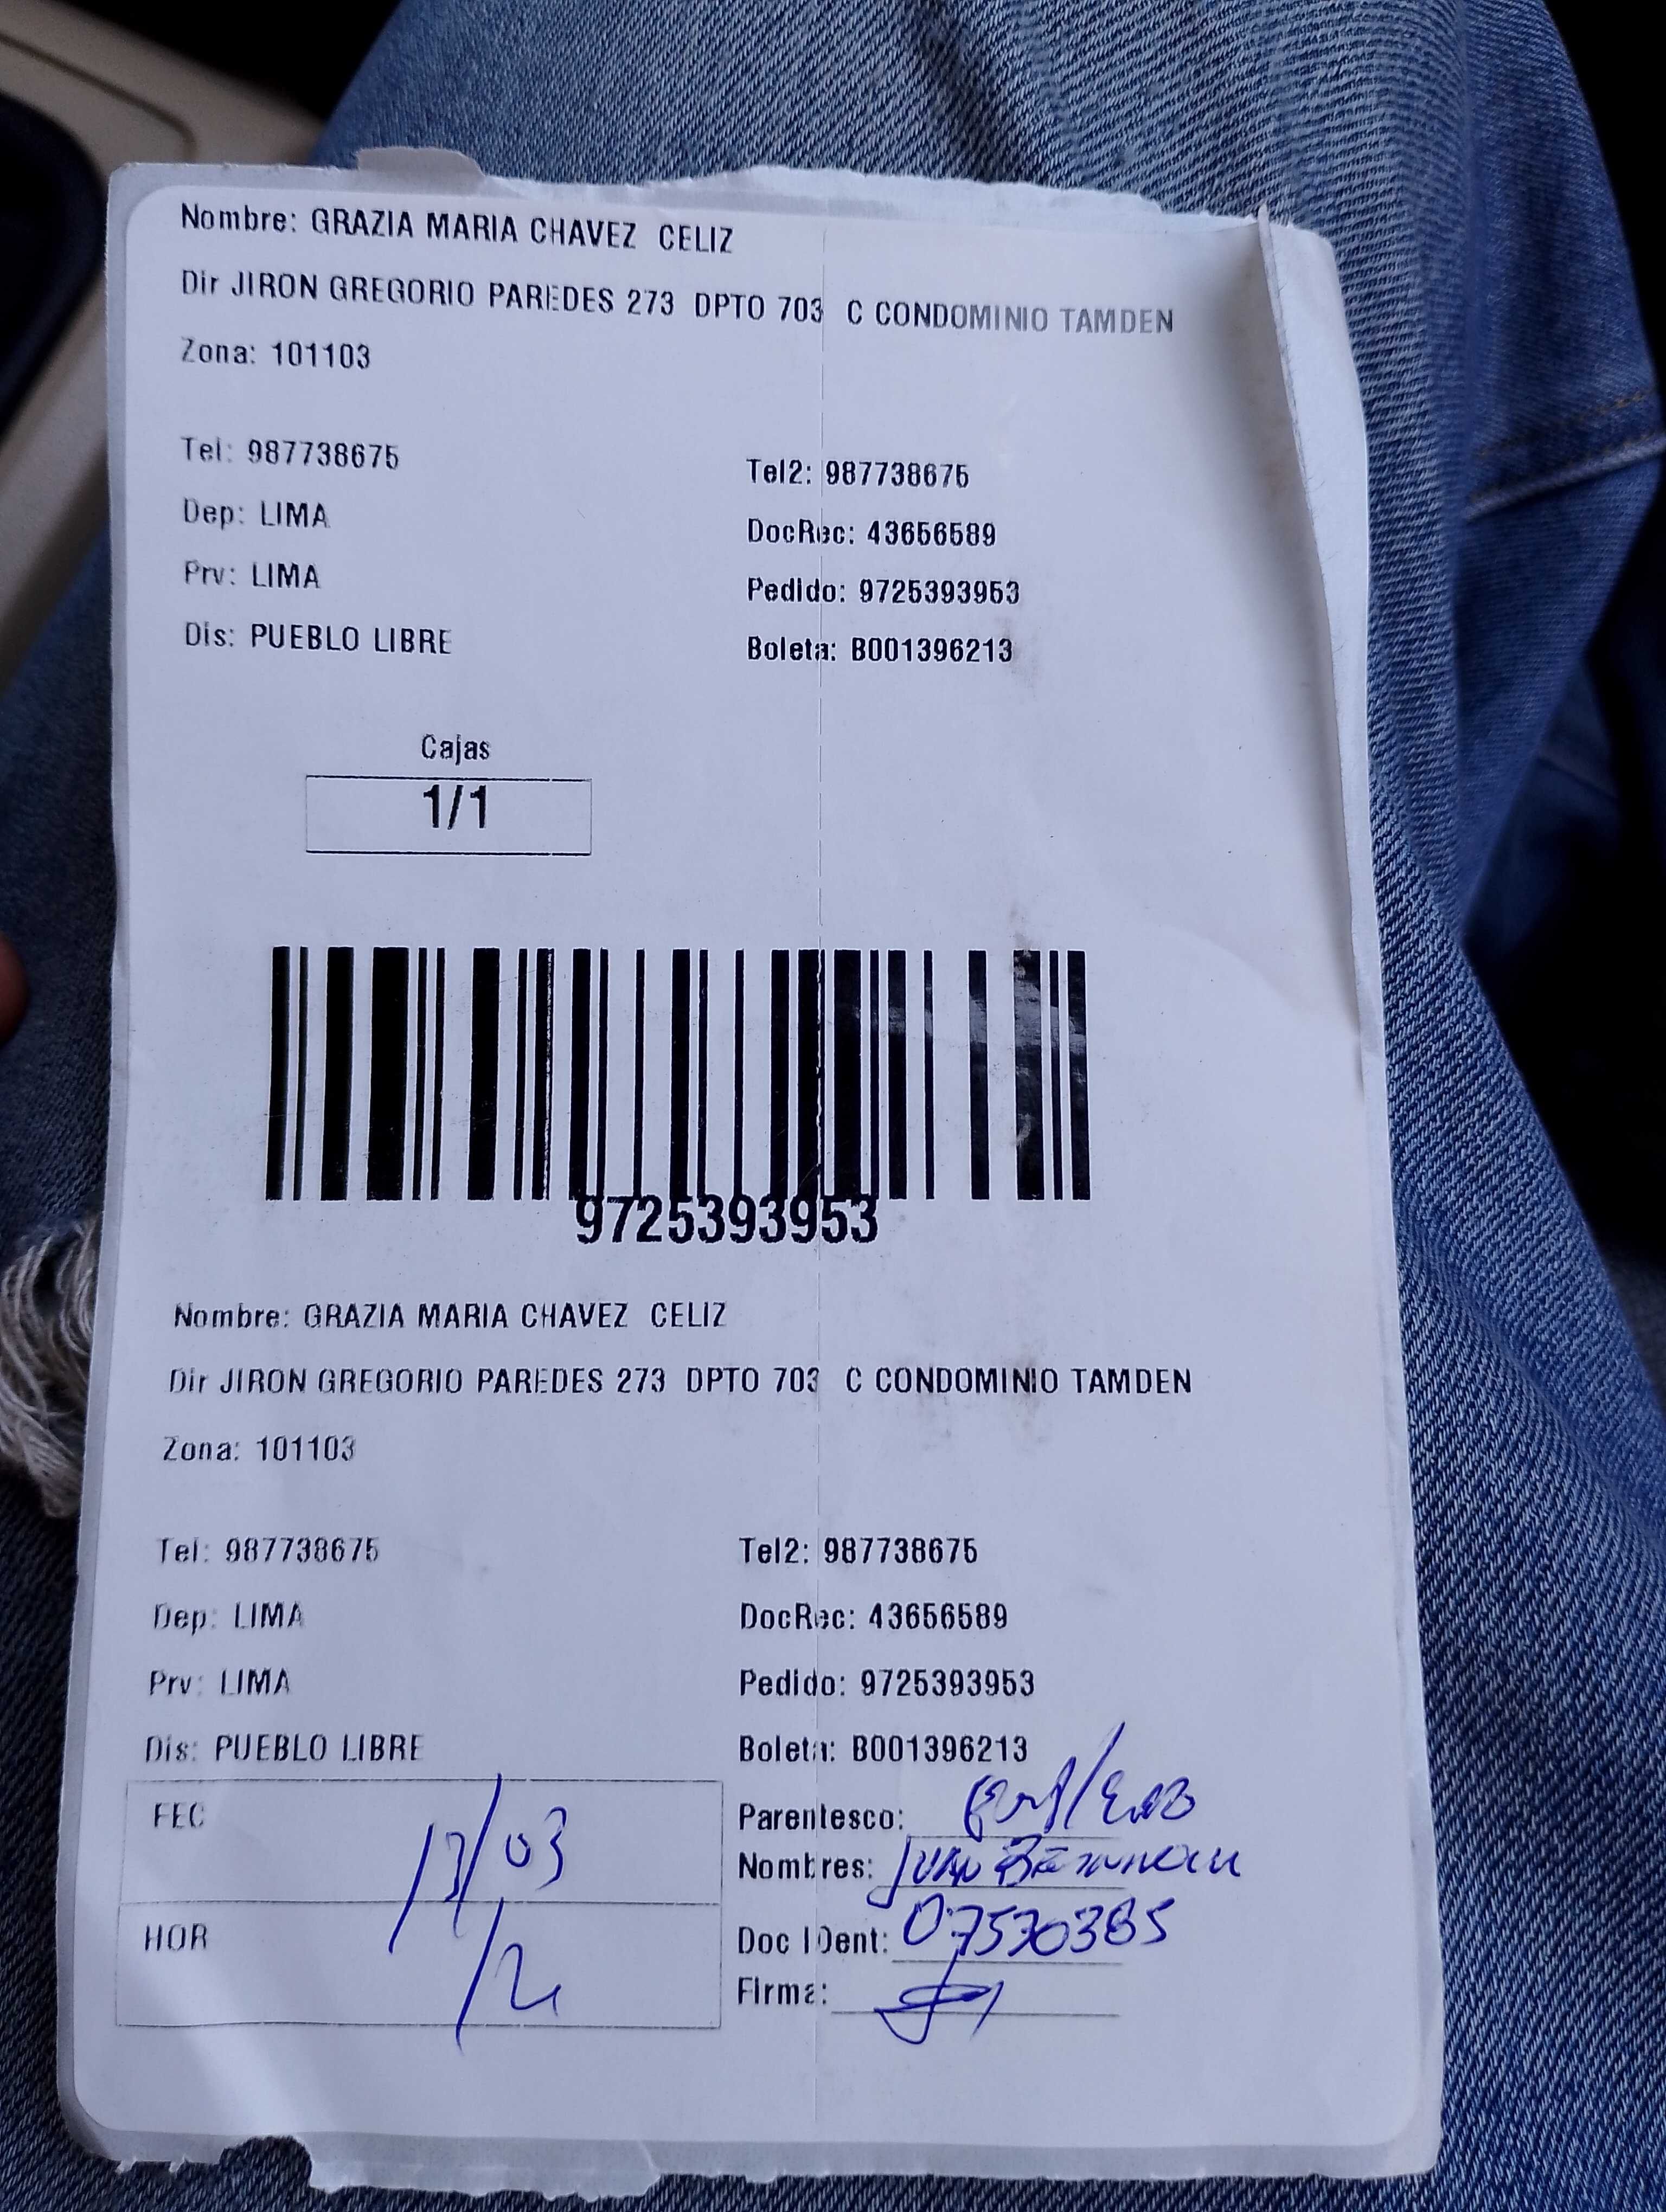 Nombre: GRAZIA MARIA CHAVEZ CELIZ
Dir JIRON GREGORIO PAREDES 273 DPTO 703 C CONDOMINIO TAMDEN
Zona: 101103
Tel: 987738675 Tel2: 987738675
Dep: LIMA DocRec: 43656589
Prv: LIMA Pedido: 9725393953
Dis: PUEBLO LIBRE Boleta: B001396213
Cajas
1/1
9725393953
Nombre: GRAZIA MARIA CHAVEZ CELIZ
Dir JIRON GREGORIO PAREDES 273 DPTO 703 C CONDOMINIO TAMDEN
Zona: 101103
Tel: 987738675 Tel2: 987738675
Dep: LIMA DocRec: 43656589
Prv: LIMA Pedido: 9725393953
Dis: PUEBLO LIBRE Boleta: B001396213
FEC 13/03 Parentesco:
Nombres: JUAN
HOR Doc IDent: 07570385
Firma: